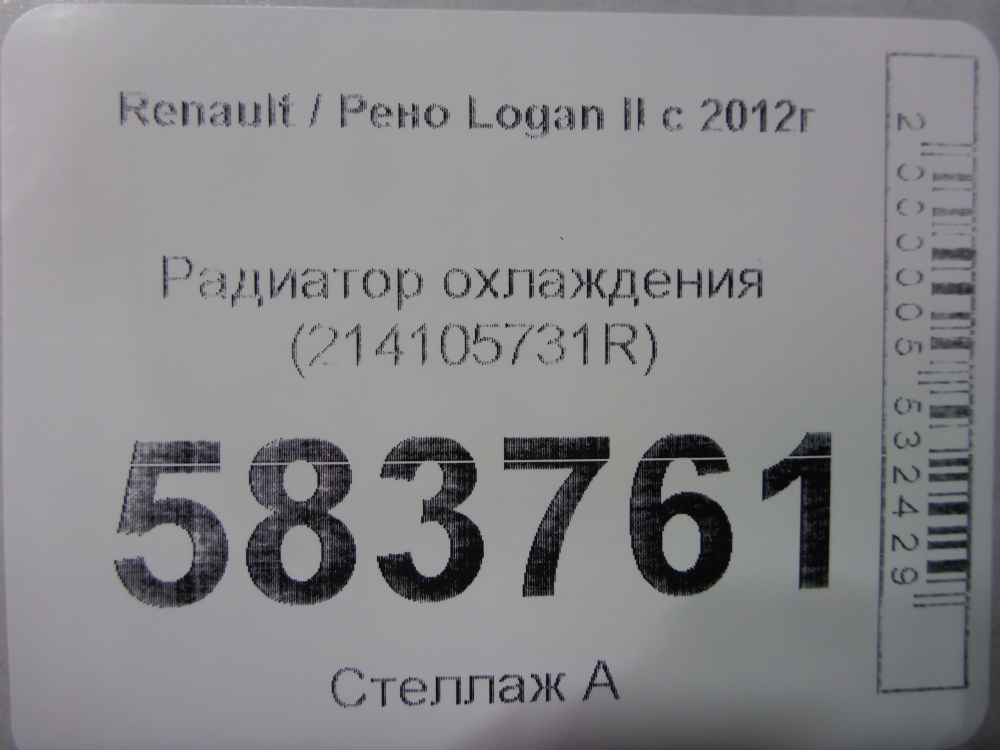 Renault / Рено Logan II с 2012г
Радиатор охлаждения
(214105731R)
583761
Стеллаж А
2000005532429